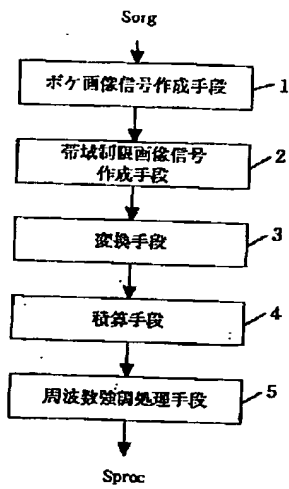 Sorg
ボケ画像信号作成手段
1
帯域制限画像信号
作成手段
2
変換手段
3
積算手段
4
周波数強調処理手段
5
Sproc